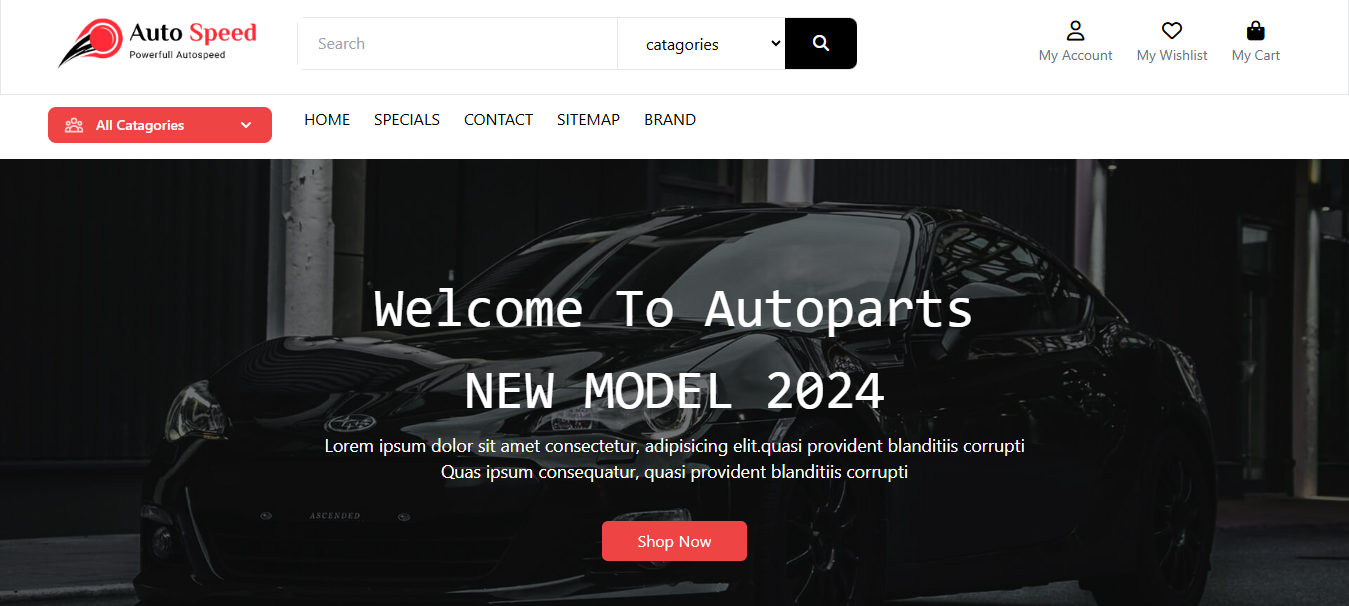 Auto Speed
Powerfull Autospeed
Search
catagories
My Account
My Wishlist
My Cart
All Catagories
HOME
SPECIALS
CONTACT
SITEMAP
BRAND
Welcome To Autoparts
NEW MODEL 2024
Lorem ipsum dolor sit amet consectetur, adipisicing elit.quasi provident blanditiis corrupti
Quas ipsum consequatur, quasi provident blanditiis corrupti
ASCENDED
Shop Now